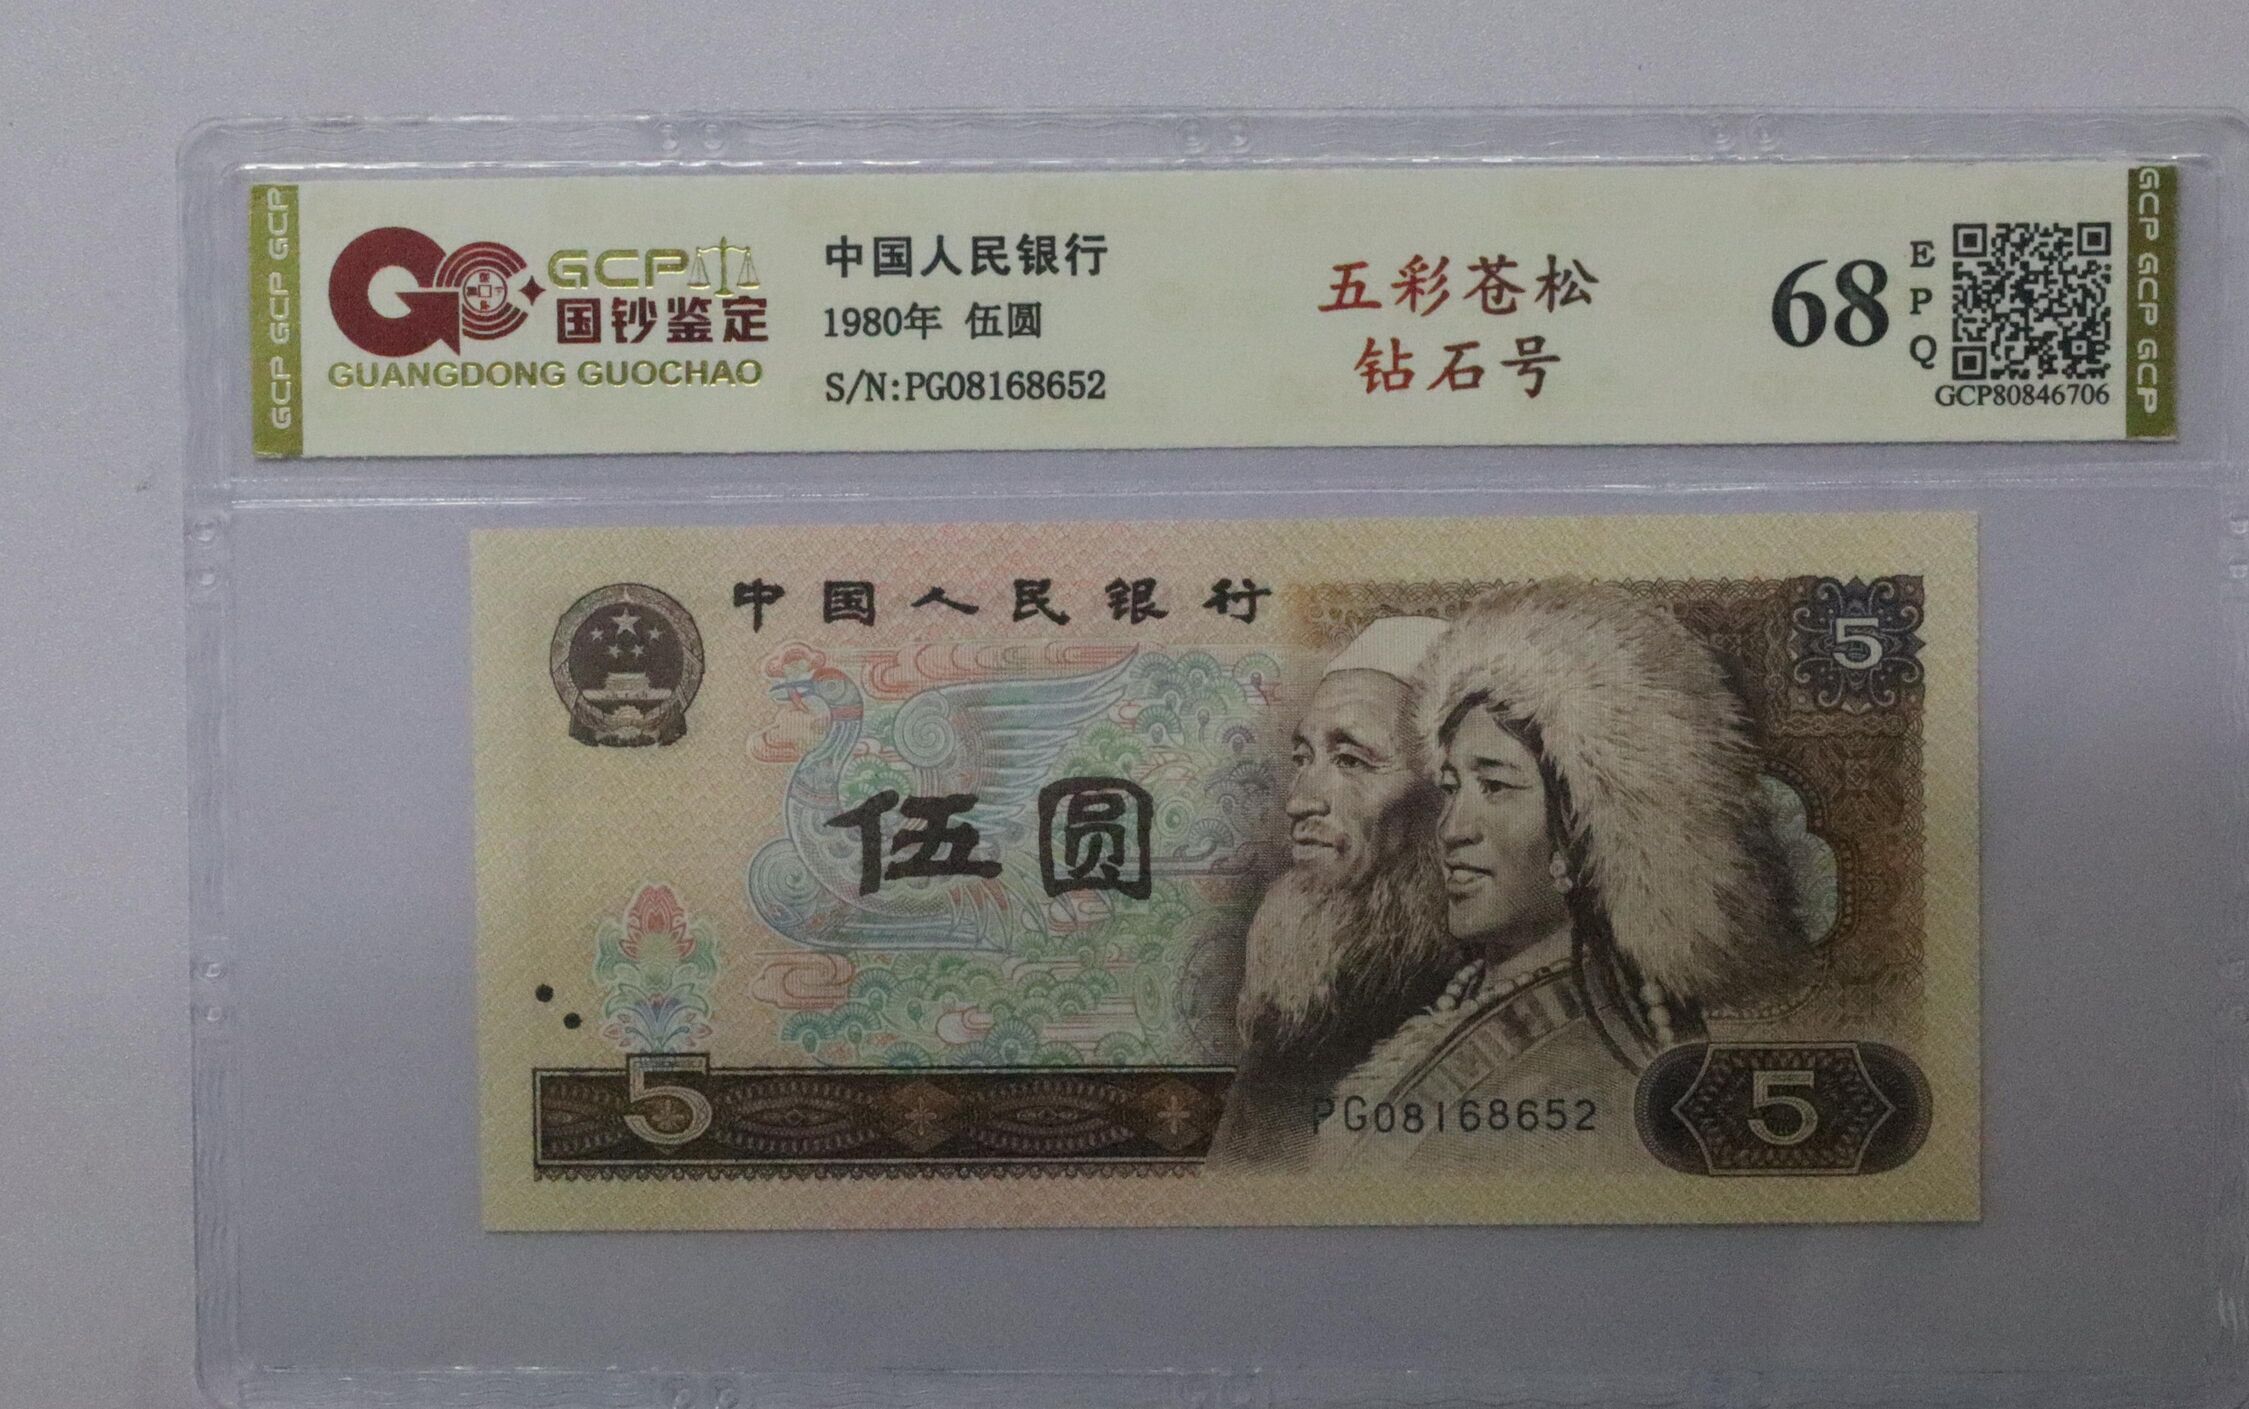 GCP GCP GCP
GCP
国钞鉴定
GUANGDONG GUOCHAO
中国人民银行
1980年 伍圆
S/N:PG08168652
五彩苍松
钻石号
68
E
P
Q
GCP80846706
GCP GCP GCP
中国人民银行
5
伍圆
5
PG08168652
5